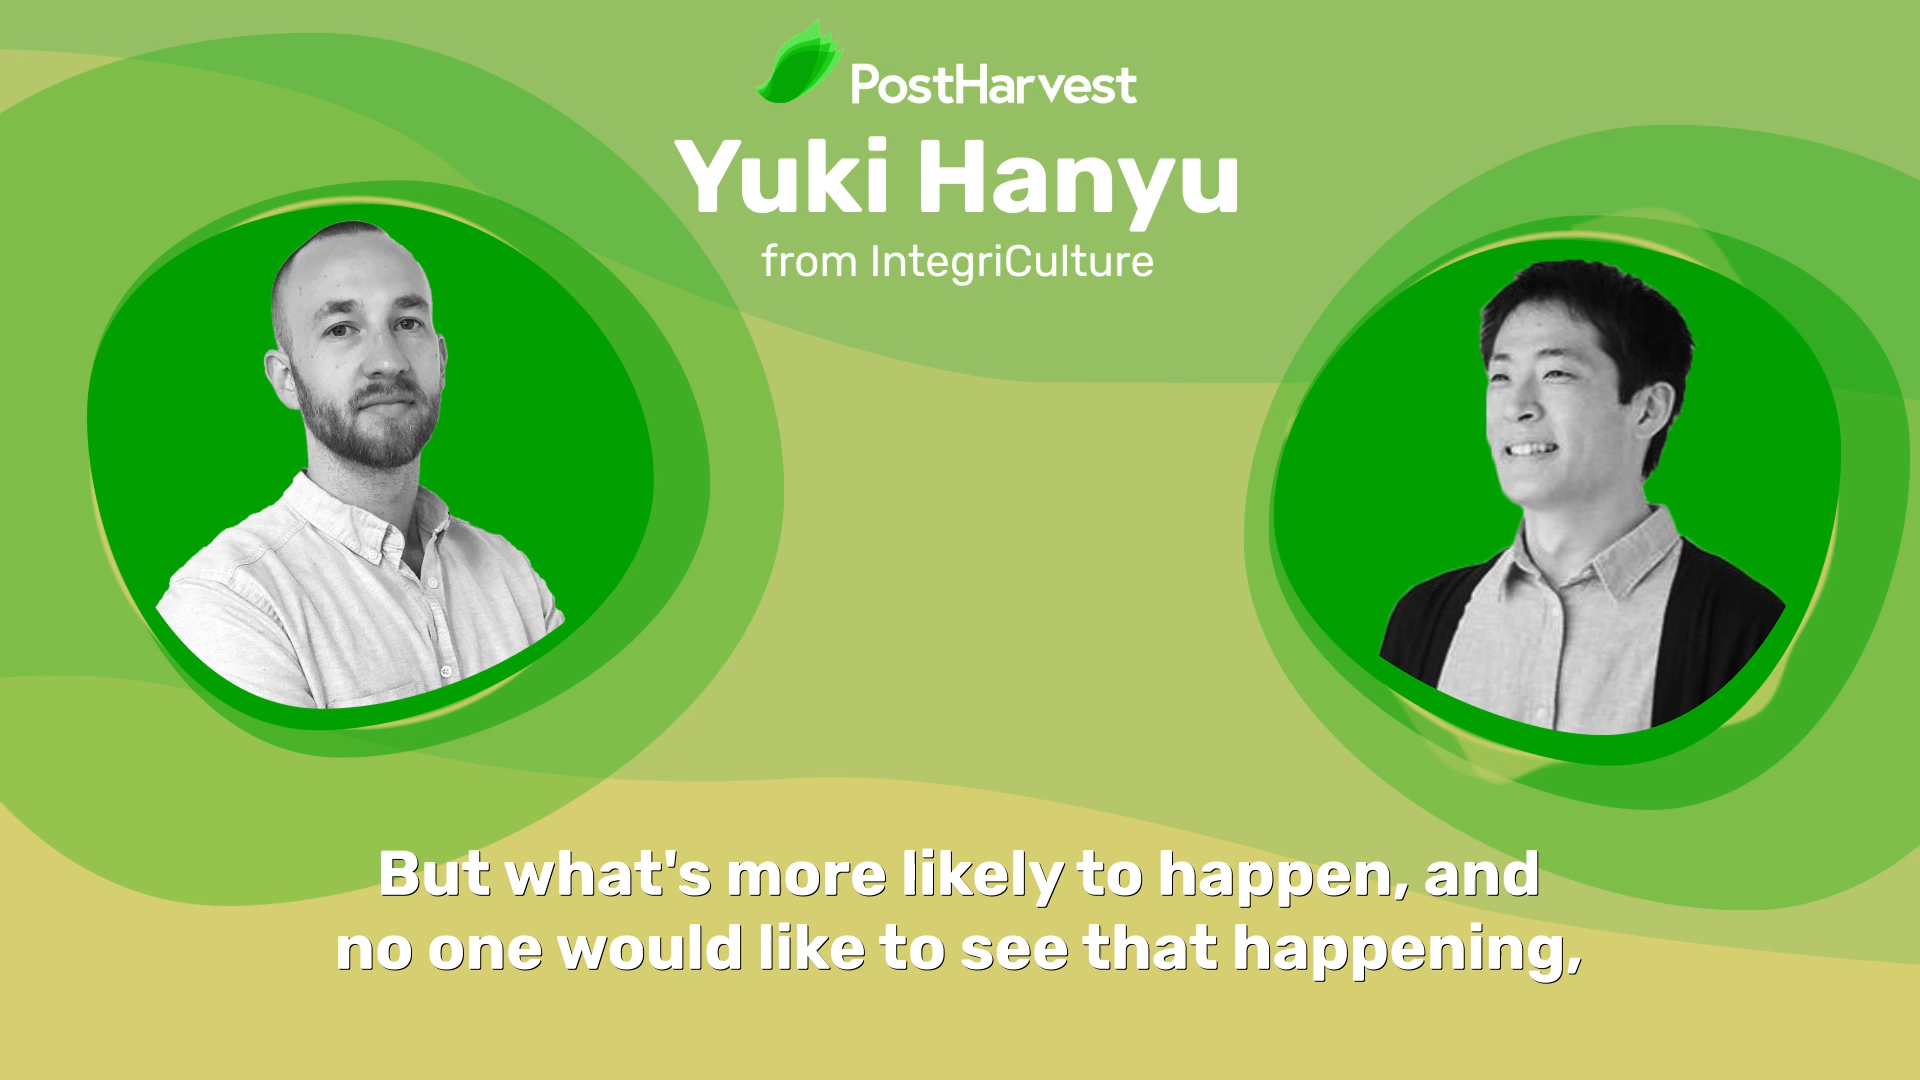 PostHarvest
Yuki Hanyu
from IntegriCulture
But what's more likely to happen, and
no one would like to see that happening,